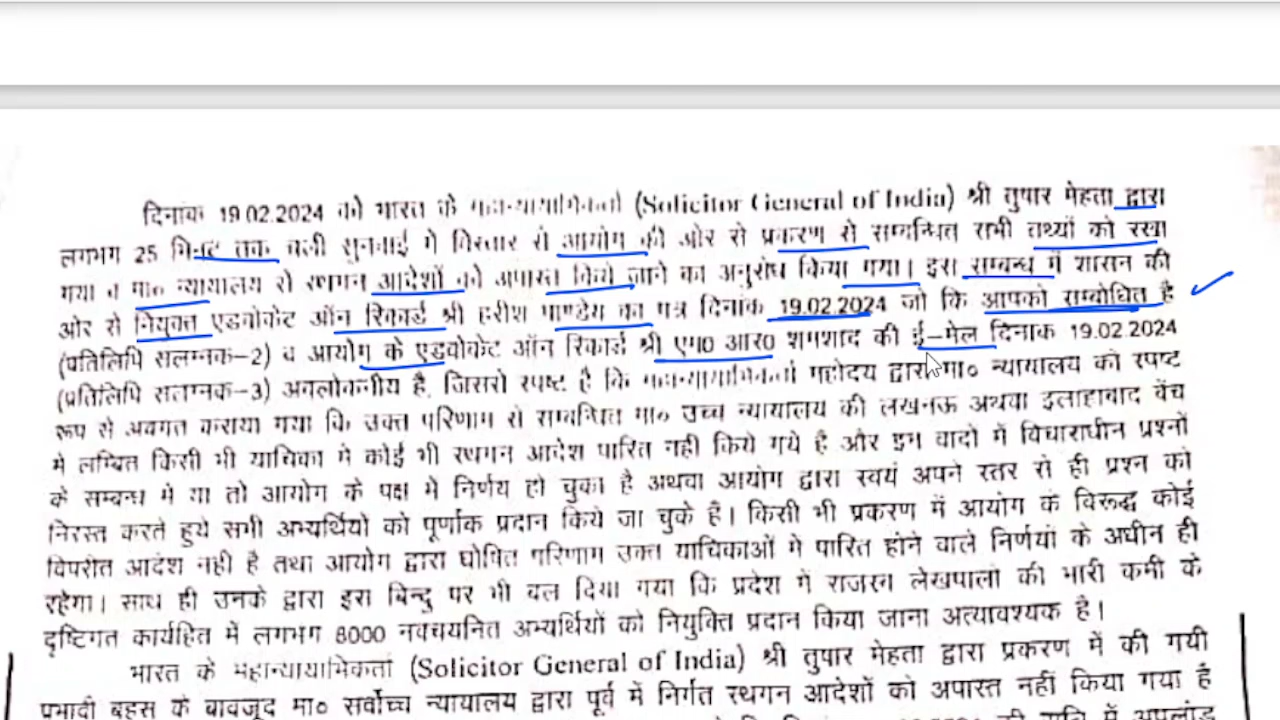 दिनांक 19.02.2024 को भारत के महान्यायाभिकर्ता (Solicitor General of India) श्री तुषार मेहता द्वारा
लगभग 25 मिनट तक चली सुनवाई में विस्तार से आयोग की ओर से प्रकरण से सम्बन्धित सभी तथ्यों को रखा
गया व मा० न्यायालय से स्थगन आदेशों को अपास्त किये जाने का अनुरोध किया गया। इस सम्बन्ध में शासन की
ओर से नियुक्त एडवोकेट ऑन रिकार्ड श्री हरीश पाण्डेय का पत्र दिनांक 19.02.2024 जो कि आपको सम्बोधित है
(प्रतिलिपि संलग्नक-2) व आयोग के एडवोकेट ऑन रिकार्ड श्री एम0 आर0 शमशाद की ई-मेल दिनांक 19.02.2024
(प्रतिलिपि संलग्नक-3) अवलोकनीय है, जिससे स्पष्ट है कि महान्यायाभिकर्ता महोदय द्वारा मा० न्यायालय को स्पष्ट
रूप से अवगत कराया गया कि उक्त परिणाम से सम्बन्धित मा० उच्च न्यायालय की लखनऊ अथवा इलाहाबाद बेंच
में लम्बित किसी भी याचिका में कोई भी स्थगन आदेश पारित नहीं किये गये है और इन वादों में विचाराधीन प्रश्नों
के सम्बन्ध में या तो आयोग के पक्ष में निर्णय हो चुका है अथवा आयोग द्वारा स्वयं अपने स्तर से ही प्रश्न को
निरस्त करते हुये सभी अभ्यर्थियों को पूर्णांक प्रदान किये जा चुके है। किसी भी प्रकरण में आयोग के विरूद्ध कोई
विपरीत आदेश नहीं है तथा आयोग द्वारा घोषित परिणाम उक्त याचिकाओं में पारित होने वाले निर्णयों के अधीन ही
रहेगा। साथ ही उनके द्वारा इस बिन्दु पर भी बल दिया गया कि प्रदेश में राजस्व लेखपालों की भारी कमी के
दृष्टिगत कार्यहित में लगभग 8000 नवचयनित अभ्यर्थियों को नियुक्ति प्रदान किया जाना अत्यावश्यक है।
भारत के महान्यायाभिकर्ता (Solicitor General of India) श्री तुषार मेहता द्वारा प्रकरण में की गयी
प्रभावी बहस के बावजूद मा० सर्वोच्च न्यायालय द्वारा पूर्व में निर्गत स्थगन आदेशों को अपास्त नहीं किया गया है